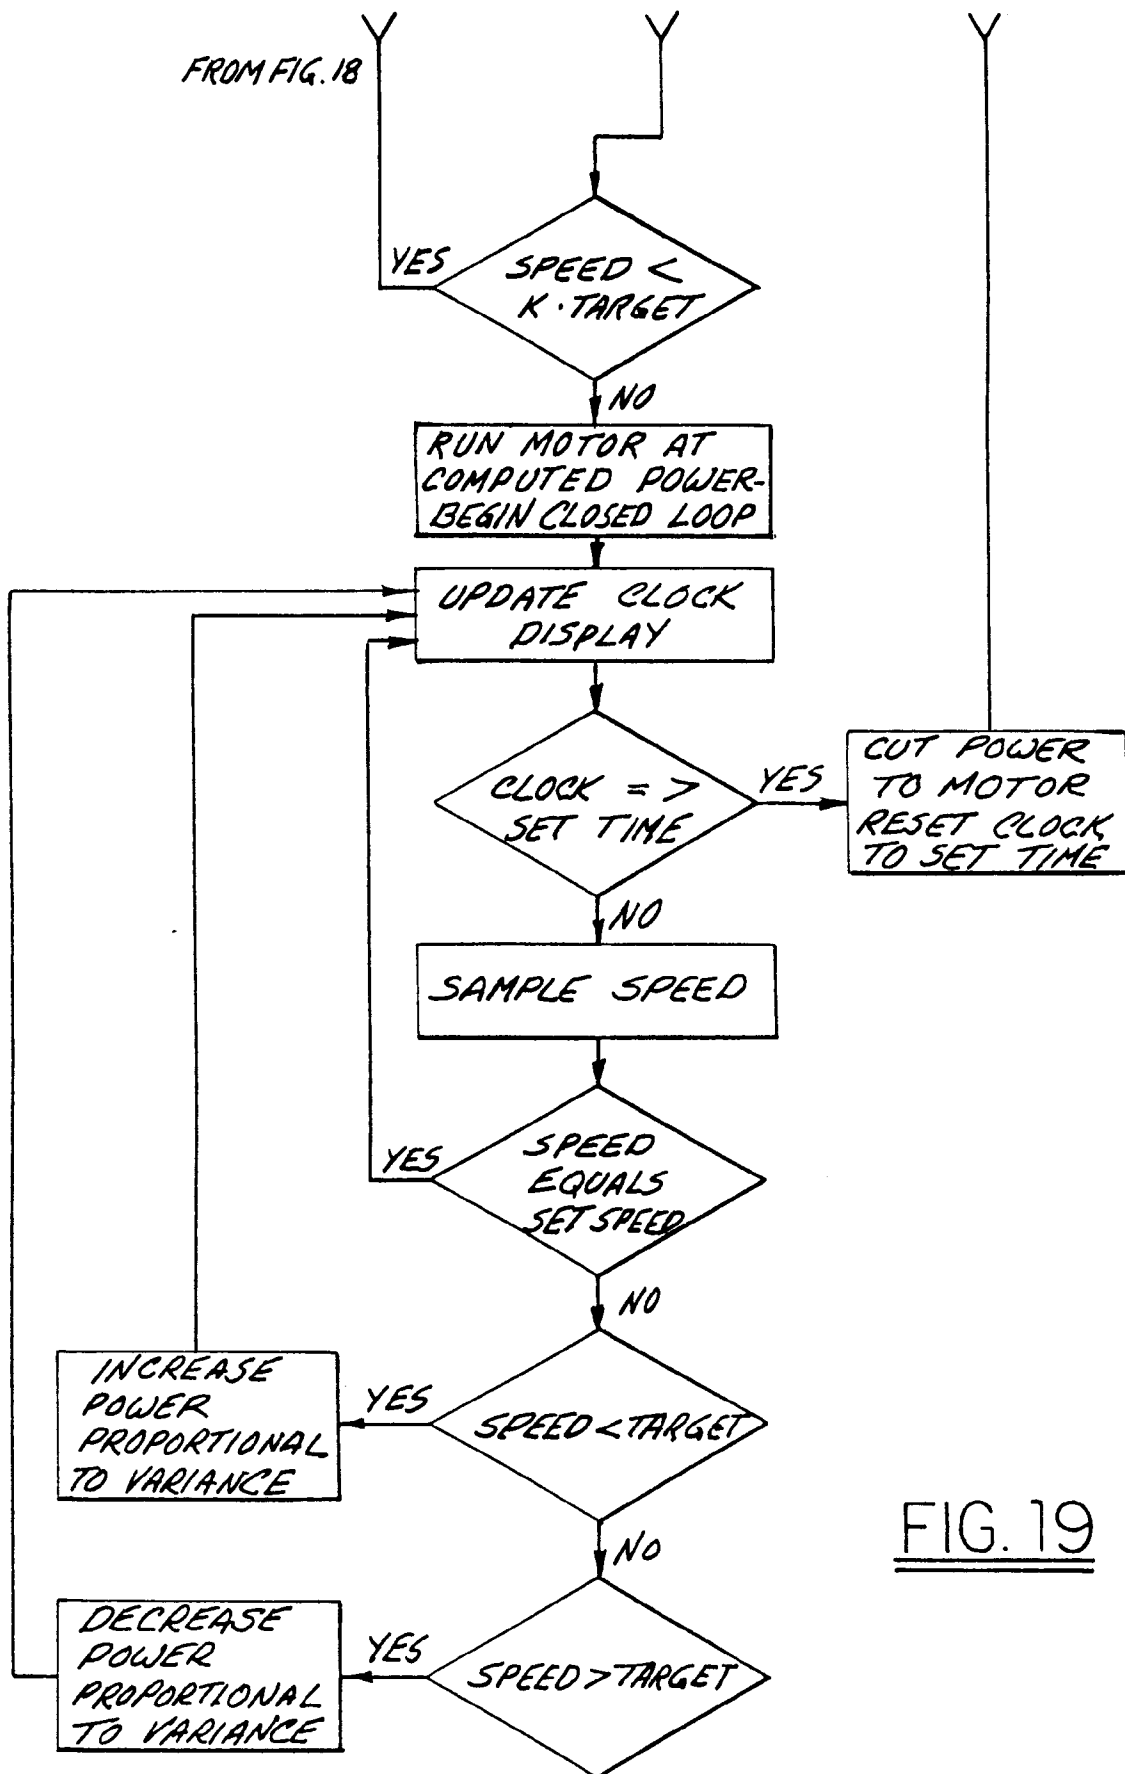 FROM FIG. 18
YES
SPEED <
K · TARGET
NO
RUN MOTOR AT
COMPUTED POWER-
BEGIN CLOSED LOOP
UPDATE CLOCK
DISPLAY
CLOCK = >
SET TIME
YES
CUT POWER
TO MOTOR
RESET CLOCK
TO SET TIME
NO
SAMPLE SPEED
YES
SPEED
EQUALS
SET SPEED
NO
INCREASE
POWER
PROPORTIONAL
TO VARIANCE
YES
SPEED < TARGET
NO
DECREASE
POWER
PROPORTIONAL
TO VARIANCE
YES
SPEED > TARGET
FIG. 19